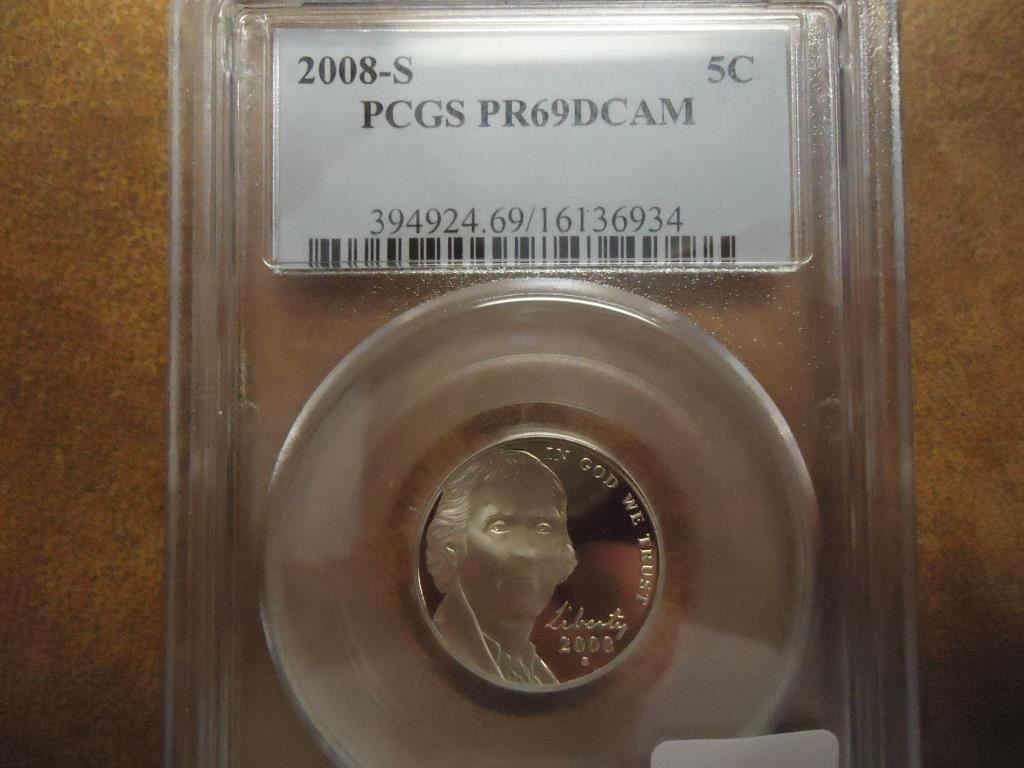 2008-S 5C
PCGS PR69DCAM
394924.69/16136934
IN GOD WE TRUST
Liberty
2008
S